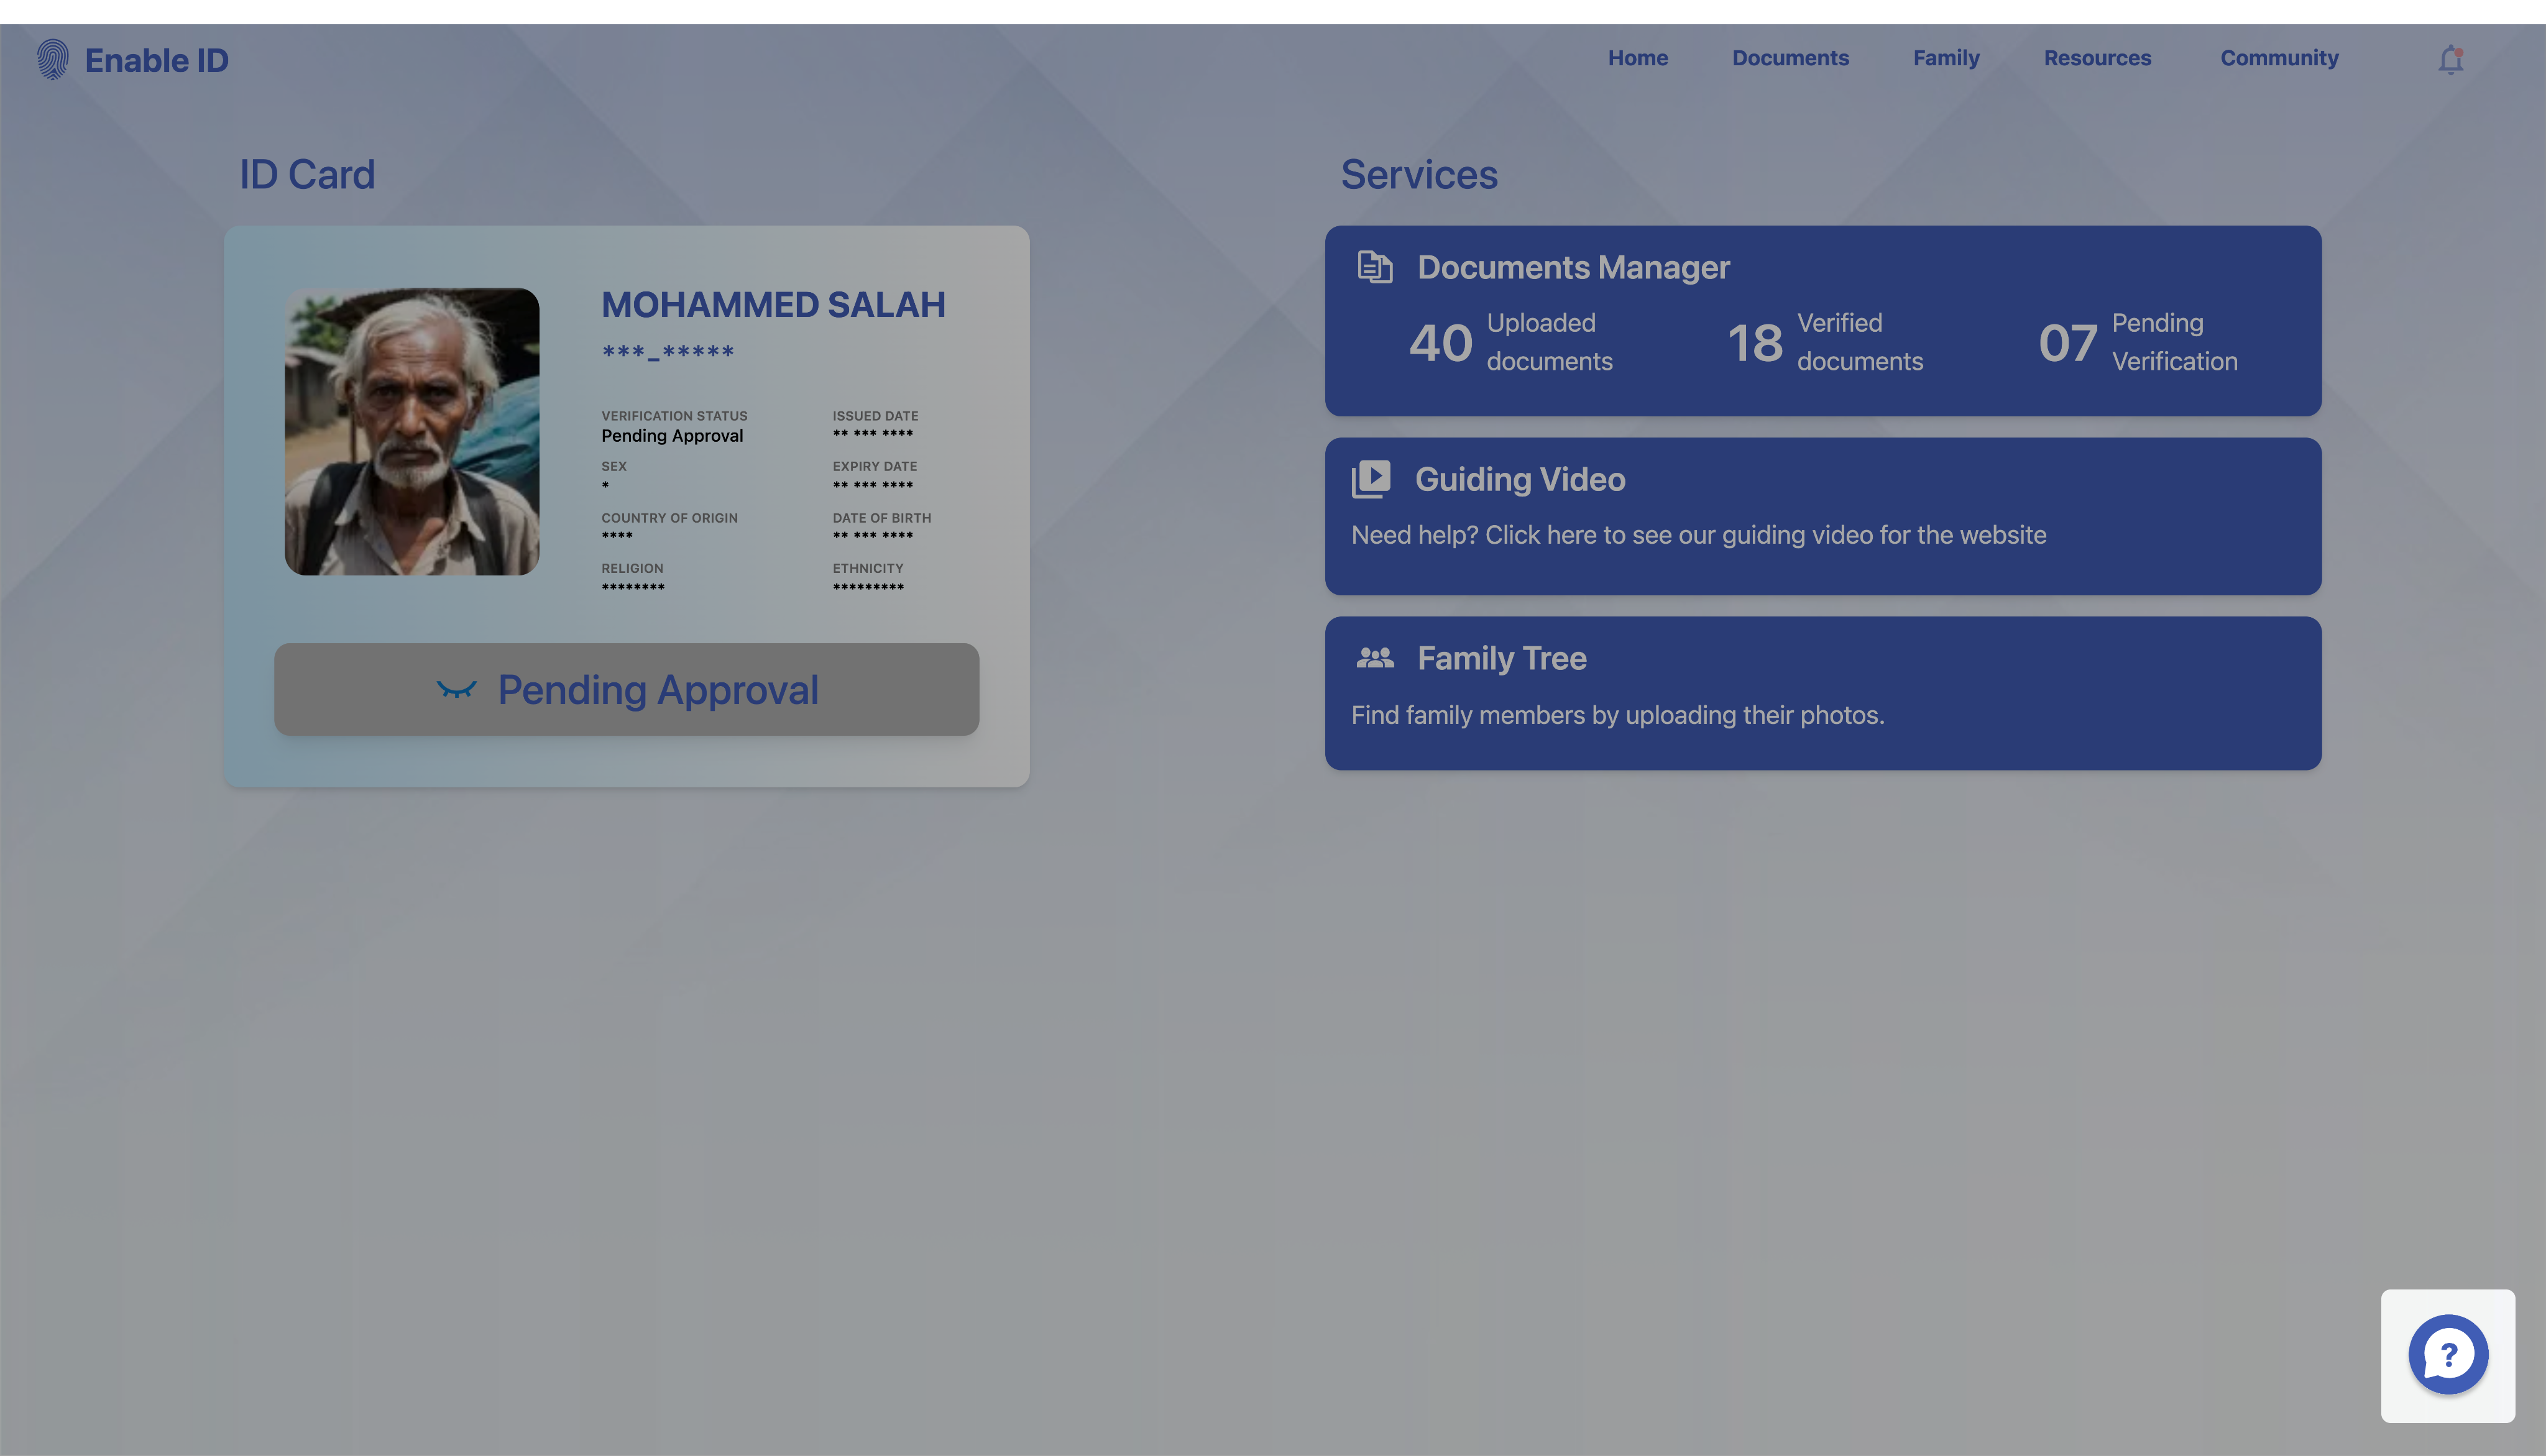 Enable ID
Home Documents Family Resources Community
ID Card
MOHAMMED SALAH
***_*****
VERIFICATION STATUS ISSUED DATE
Pending Approval ** *** ****
SEX EXPIRY DATE
* ** *** ****
COUNTRY OF ORIGIN DATE OF BIRTH
**** ** *** ****
RELIGION ETHNICITY
******** *********
Pending Approval
Services
Documents Manager
40 Uploaded documents
18 Verified documents
07 Pending Verification
Guiding Video
Need help? Click here to see our guiding video for the website
Family Tree
Find family members by uploading their photos.
?